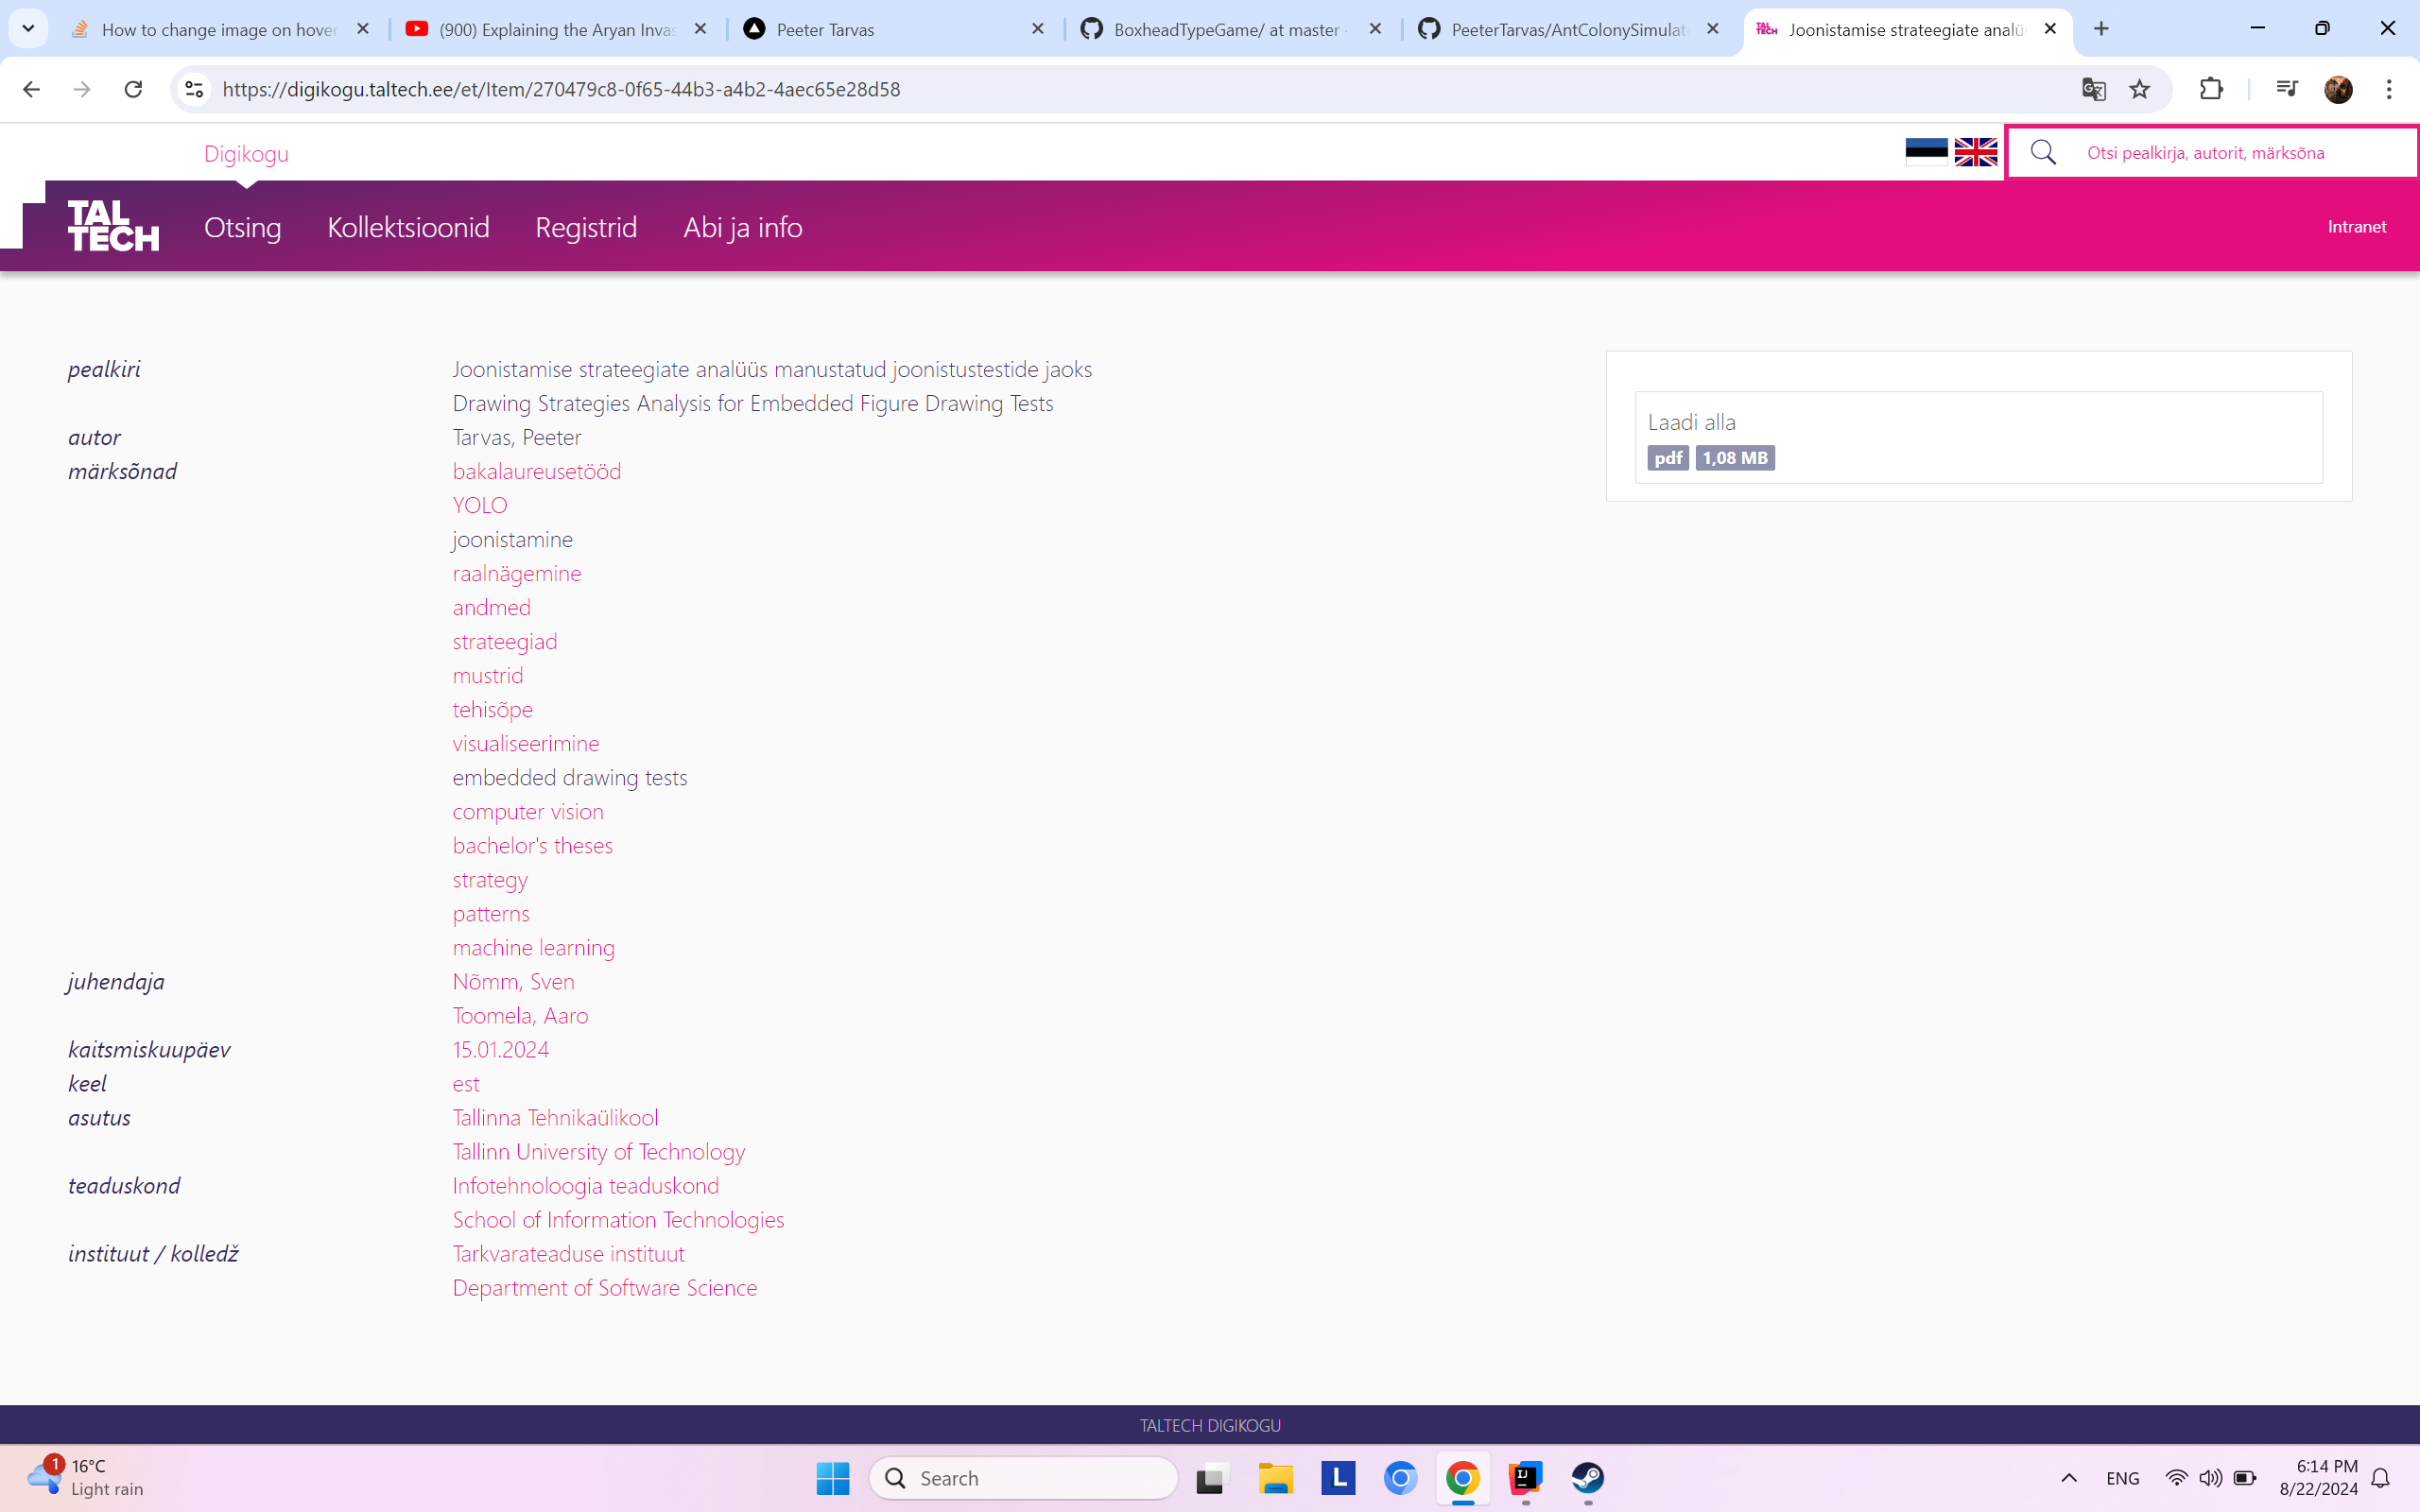 How to change image on hover
(900) Explaining the Aryan Invas
Peeter Tarvas
BoxheadTypeGame/ at master ·
PeeterTarvas/AntColonySimulat
Joonistamise strateegiate analüü
https://digikogu.taltech.ee/et/Item/270479c8-0f65-44b3-a4b2-4aec65e28d58
Digikogu
Otsi pealkirja, autorit, märksõna
TAL
TECH
Otsing
Kollektsioonid
Registrid
Abi ja info
Intranet
pealkiri
Joonistamise strateegiate analüüs manustatud joonistustestide jaoks
Drawing Strategies Analysis for Embedded Figure Drawing Tests
autor
Tarvas, Peeter
märksõnad
bakalaureusetööd
YOLO
joonistamine
raalnägemine
andmed
strateegiad
mustrid
tehisõpe
visualiseerimine
embedded drawing tests
computer vision
bachelor's theses
strategy
patterns
machine learning
juhendaja
Nõmm, Sven
Toomela, Aaro
kaitsmiskuupäev
15.01.2024
keel
est
asutus
Tallinna Tehnikaülikool
Tallinn University of Technology
teaduskond
Infotehnoloogia teaduskond
School of Information Technologies
instituut / kolledž
Tarkvarateaduse instituut
Department of Software Science
Laadi alla
pdf 1,08 MB
TALTECH DIGIKOGU
1
16°C
Light rain
Search
L
IJ
ENG
6:14 PM
8/22/2024